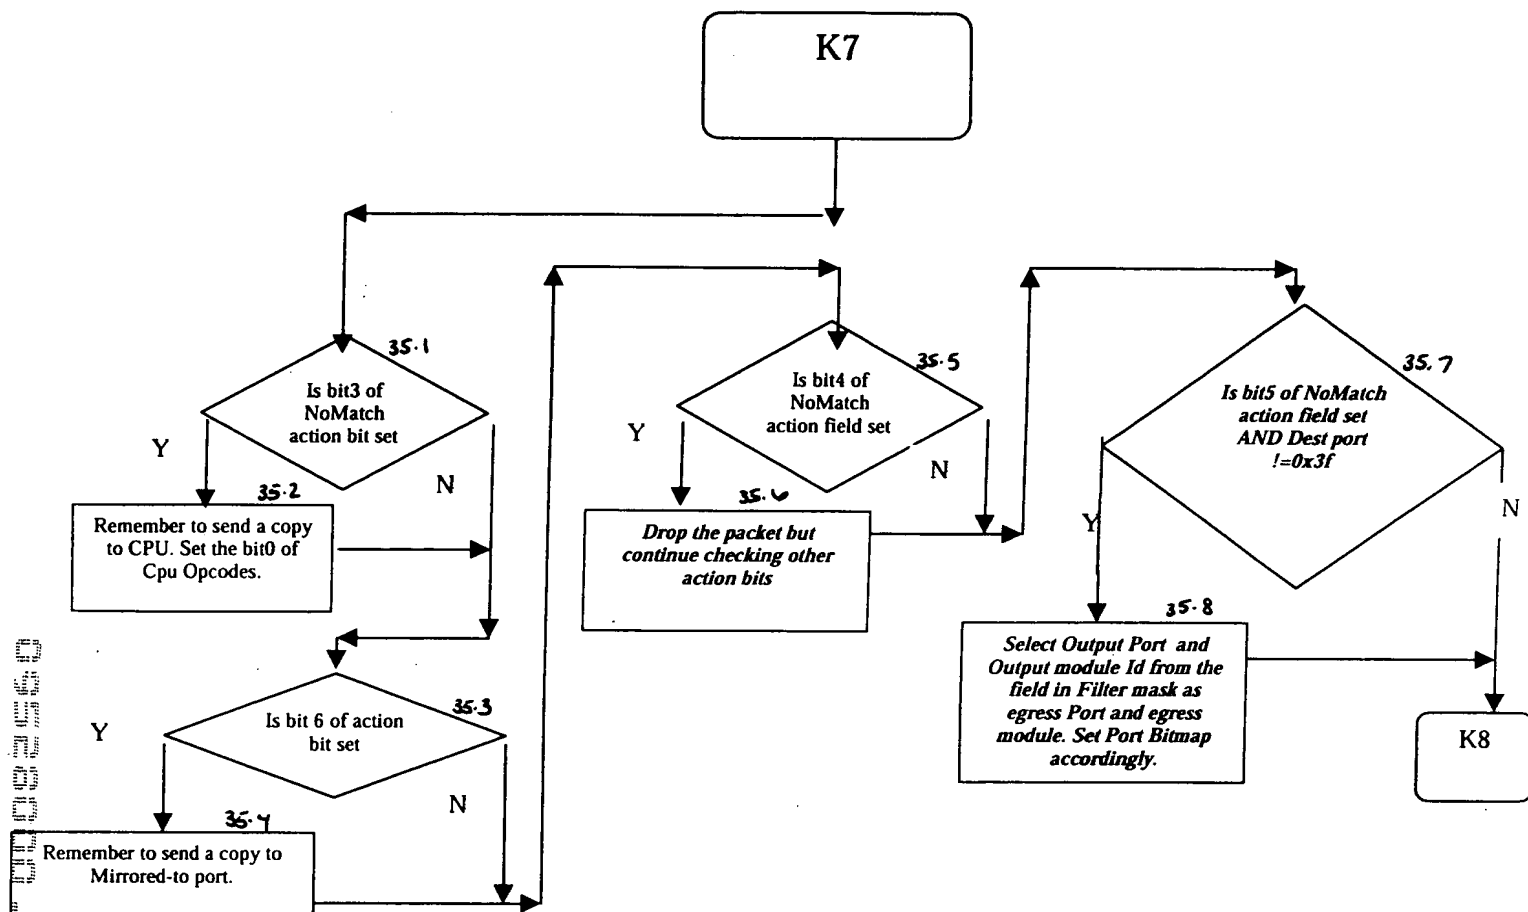 K7
35.1
Is bit3 of
NoMatch
action bit set
Y
N
35.2
Remember to send a copy
to CPU. Set the bit0 of
Cpu Opcodes.
35.3
Is bit 6 of action
bit set
Y
N
35.4
Remember to send a copy to
Mirrored-to port.
35.5
Is bit4 of
NoMatch
action field set
Y
N
35.6
Drop the packet but
continue checking other
action bits
35.7
Is bit5 of NoMatch
action field set
AND Dest port
!=0x3f
Y
N
35.8
Select Output Port and
Output module Id from the
field in Filter mask as
egress Port and egress
module. Set Port Bitmap
accordingly.
K8